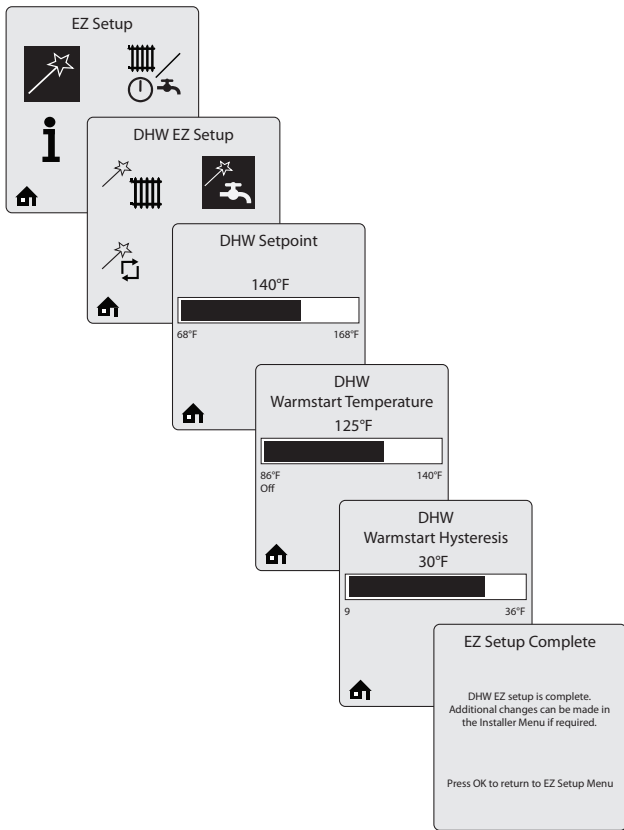 EZ Setup
DHW EZ Setup
DHW Setpoint
140°F
68°F 168°F
DHW
Warmstart Temperature
125°F
86°F 140°F
Off
DHW
Warmstart Hysteresis
30°F
9 36°F
EZ Setup Complete
DHW EZ setup is complete.
Additional changes can be made in
the Installer Menu if required.
Press OK to return to EZ Setup Menu